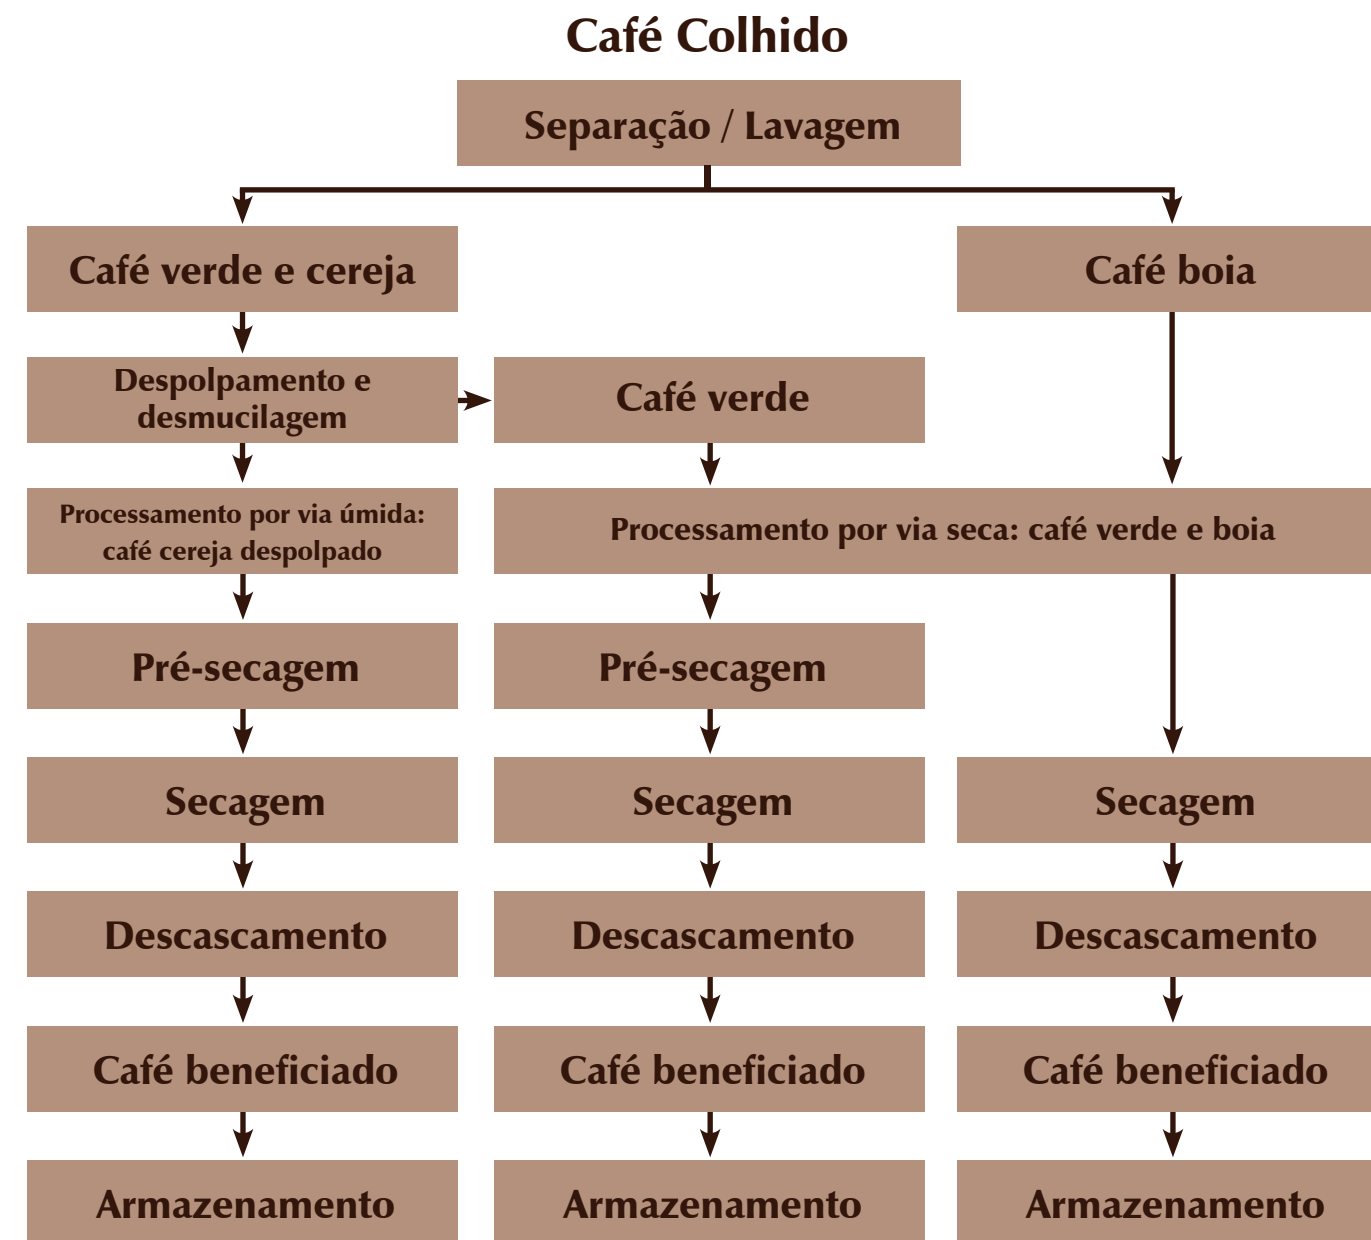 Café Colhido
Separação / Lavagem
Café verde e cereja
Café boia
Despolpamento e
desmucilagem
Café verde
Processamento por via úmida:
café cereja despolpado
Processamento por via seca: café verde e boia
Pré-secagem
Pré-secagem
Secagem
Secagem
Secagem
Descascamento
Descascamento
Descascamento
Café beneficiado
Café beneficiado
Café beneficiado
Armazenamento
Armazenamento
Armazenamento